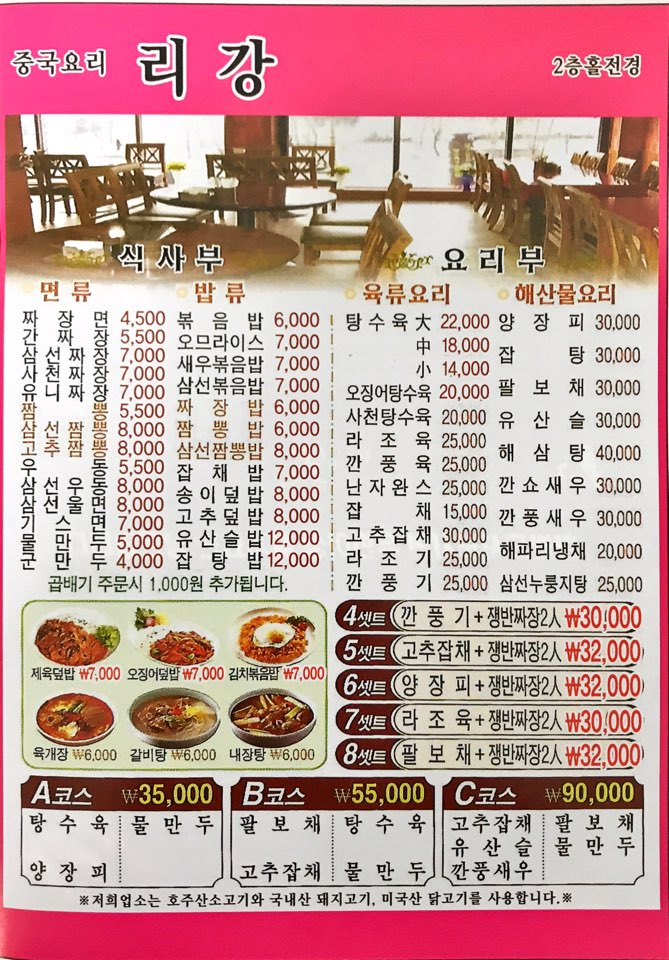 중국요리 리강 2층홀전경
식사부
면류
짜장면 4,500
간짜장 5,500
삼선짜장 7,000
사천짜장 7,000
유니짜장 7,000
짬뽕 5,500
삼선짬뽕 8,000
고추짬뽕 8,000
우동 5,500
삼선우동 8,000
삼선울면 8,000
기스면 7,000
물만두 5,000
군만두 4,000
밥류
볶음밥 6,000
오므라이스 7,000
새우볶음밥 7,000
삼선볶음밥 7,000
짜장밥 6,000
짬뽕밥 6,000
삼선짬뽕밥 8,000
잡채밥 7,000
송이덮밥 8,000
고추덮밥 8,000
유산슬밥 12,000
잡탕밥 12,000
곱배기 주문시 1,000원 추가됩니다.
요리부
육류요리
탕수육 大 22,000
中 18,000
小 14,000
오징어탕수육 20,000
사천탕수육 20,000
라조육 25,000
깐풍육 25,000
난자완스 25,000
잡채 15,000
고추잡채 30,000
라조기 25,000
깐풍기 25,000
해산물요리
양장피 30,000
잡탕 30,000
팔보채 30,000
유산슬 30,000
해삼탕 40,000
깐쇼새우 30,000
깐풍새우 30,000
해파리냉채 20,000
삼선누룽지탕 25,000
제육덮밥 ₩7,000 오징어덮밥 ₩7,000 김치볶음밥 ₩7,000
육개장 ₩6,000 갈비탕 ₩6,000 내장탕 ₩6,000
4셋트 깐풍기+쟁반짜장2人 ₩30,000
5셋트 고추잡채+쟁반짜장2人 ₩32,000
6셋트 양장피+쟁반짜장2人 ₩32,000
7셋트 라조육+쟁반짜장2人 ₩30,000
8셋트 팔보채+쟁반짜장2人 ₩32,000
A코스 ₩35,000
탕수육 물만두
양장피
B코스 ₩55,000
팔보채 탕수육
고추잡채 물만두
C코스 ₩90,000
고추잡채 팔보채
유산슬 물만두
깐풍새우
※저희업소는 호주산소고기와 국내산 돼지고기, 미국산 닭고기를 사용합니다.※